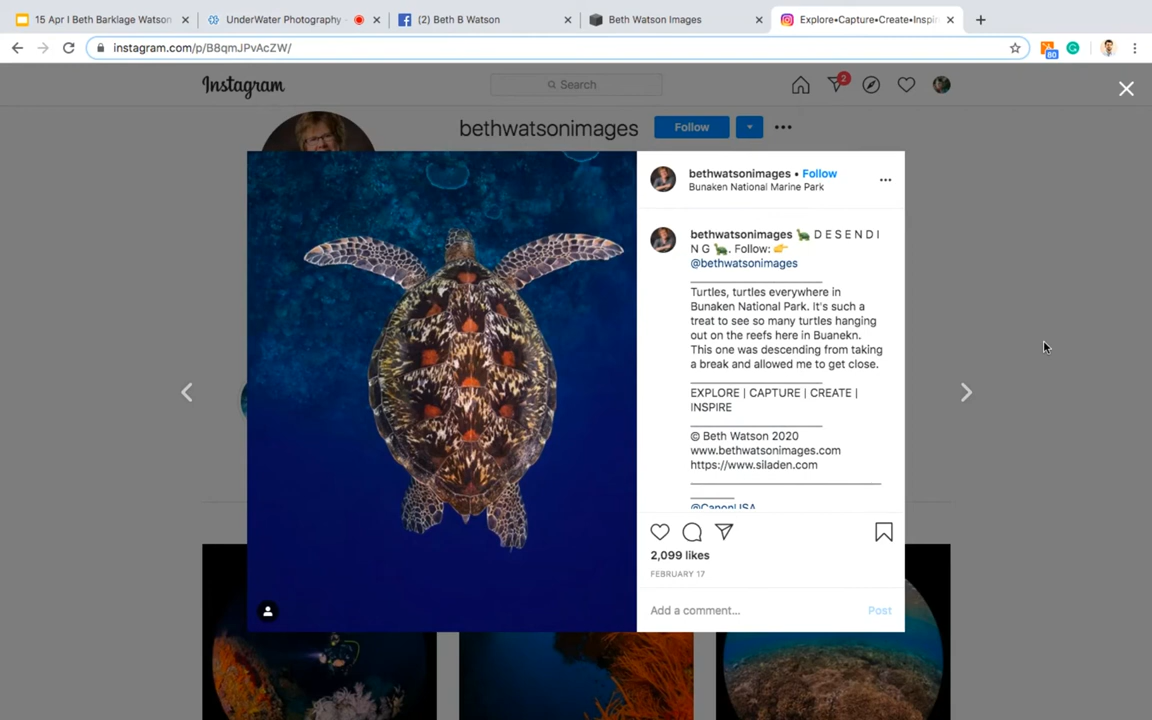 15 Apr I Beth Barklage Watson
UnderWater Photography
(2) Beth B Watson
Beth Watson Images
Explore•Capture•Create•Inspi
instagram.com/p/B8qmJPvAcZW/
80
Instagram
Search
2
bethwatsonimages
Follow
bethwatsonimages • Follow
Bunaken National Marine Park
bethwatsonimages 🐢 D E S E N D I
N G 🐢. Follow: 👉
@bethwatsonimages
Turtles, turtles everywhere in
Bunaken National Park. It's such a
treat to see so many turtles hanging
out on the reefs here in Buanekn.
This one was descending from taking
a break and allowed me to get close.
EXPLORE | CAPTURE | CREATE |
INSPIRE
© Beth Watson 2020
www.bethwatsonimages.com
https://www.siladen.com
@CanonUSA
2,099 likes
FEBRUARY 17
Add a comment...
Post